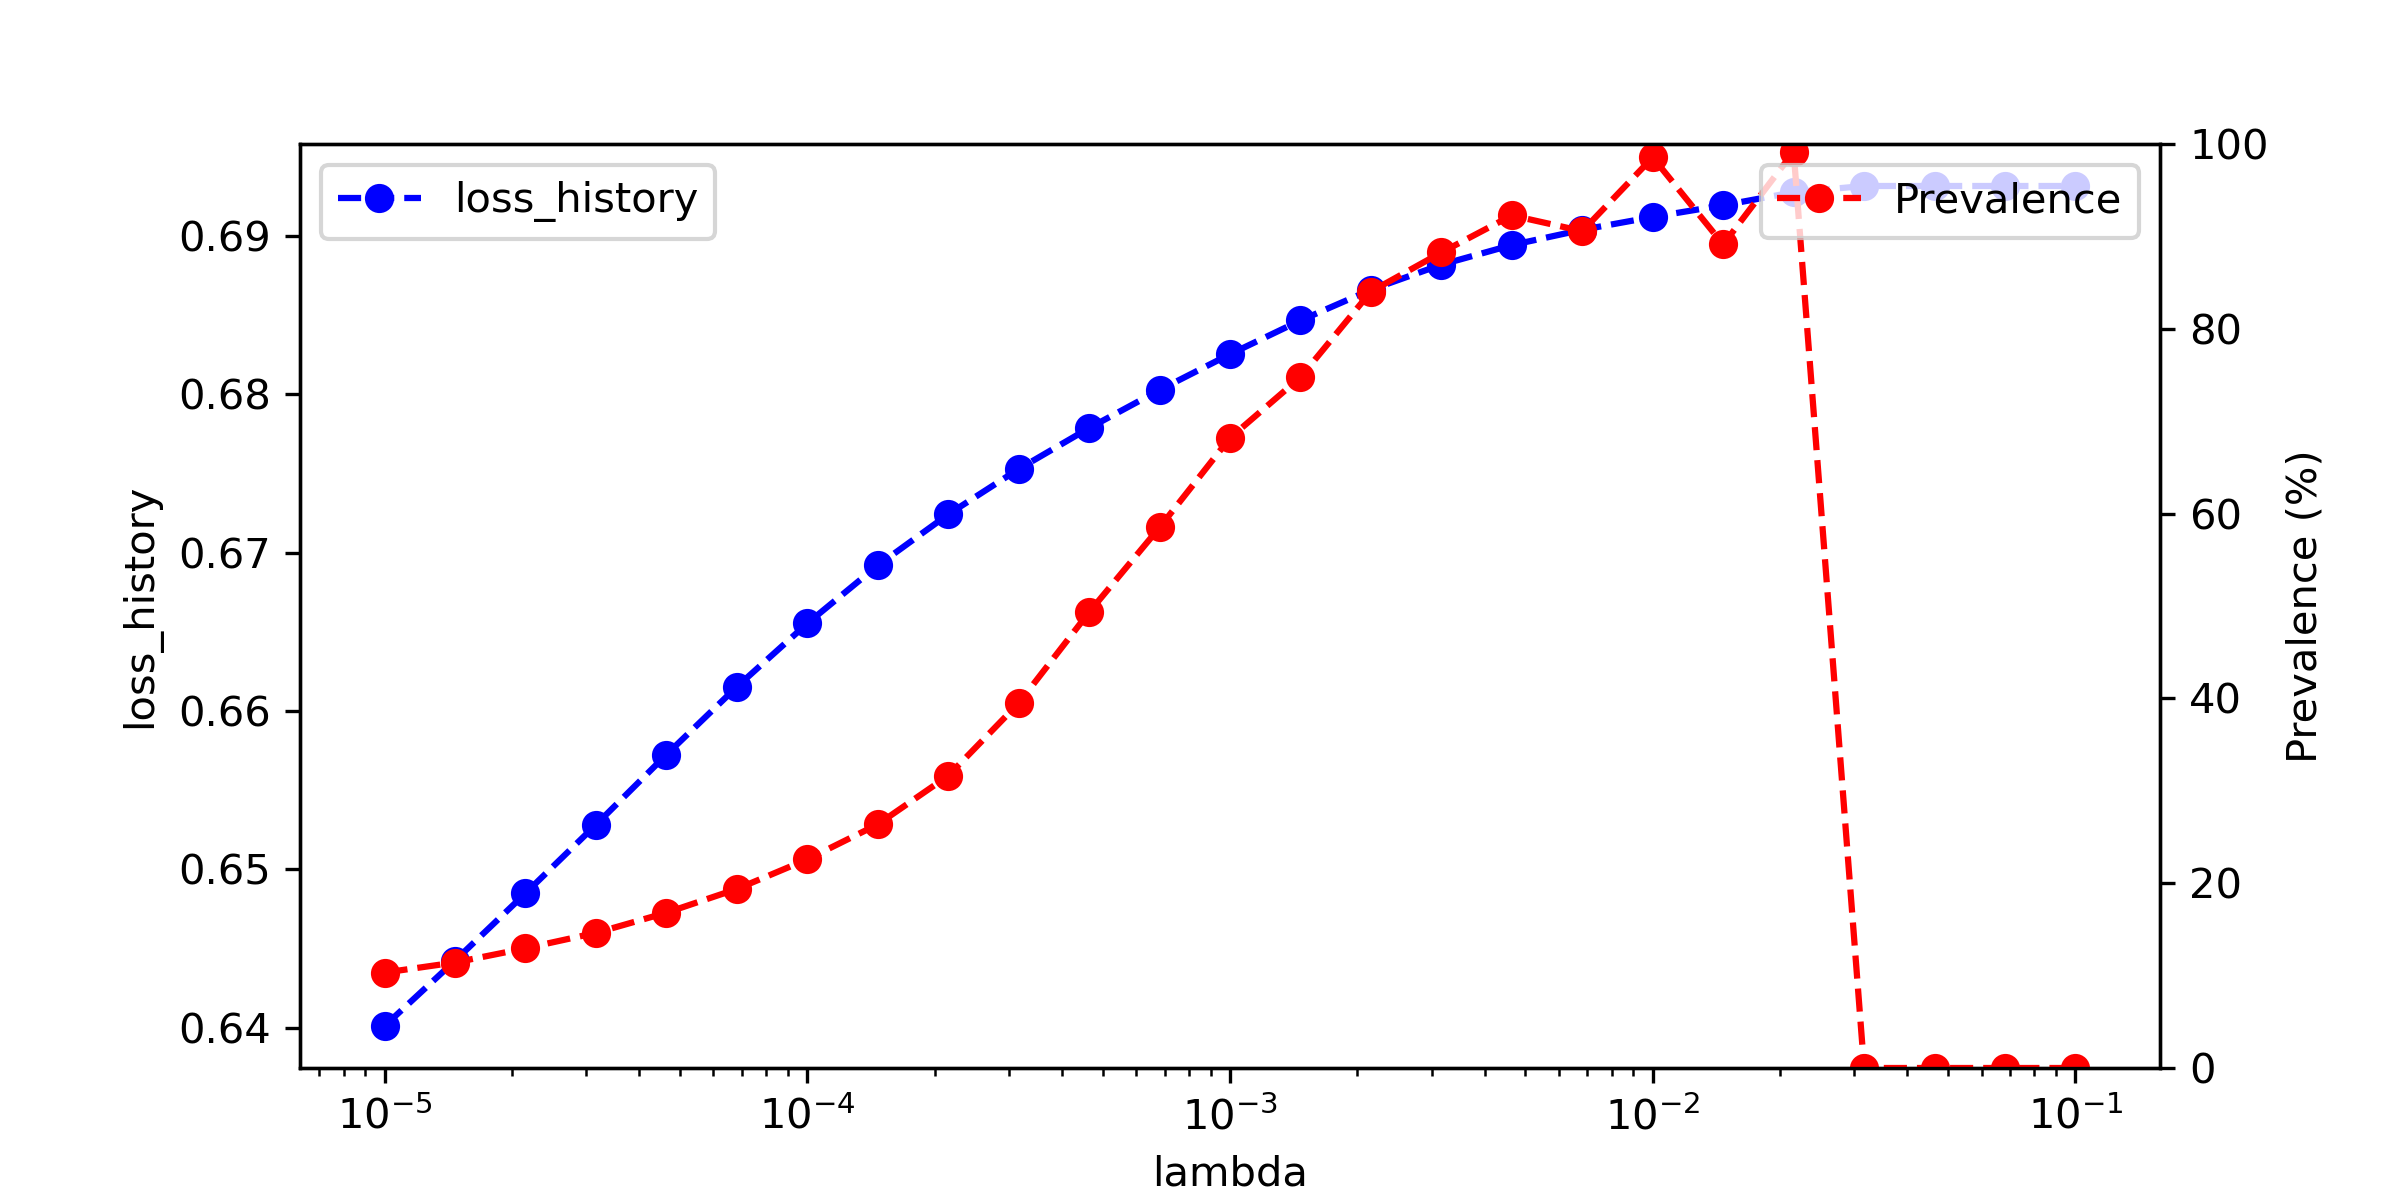 loss_history
Prevalence
loss_history
0.69
0.68
0.67
0.66
0.65
0.64
100
80
60
40
20
0
Prevalence (%)
10⁻⁵ 10⁻⁴ 10⁻³ 10⁻² 10⁻¹
lambda